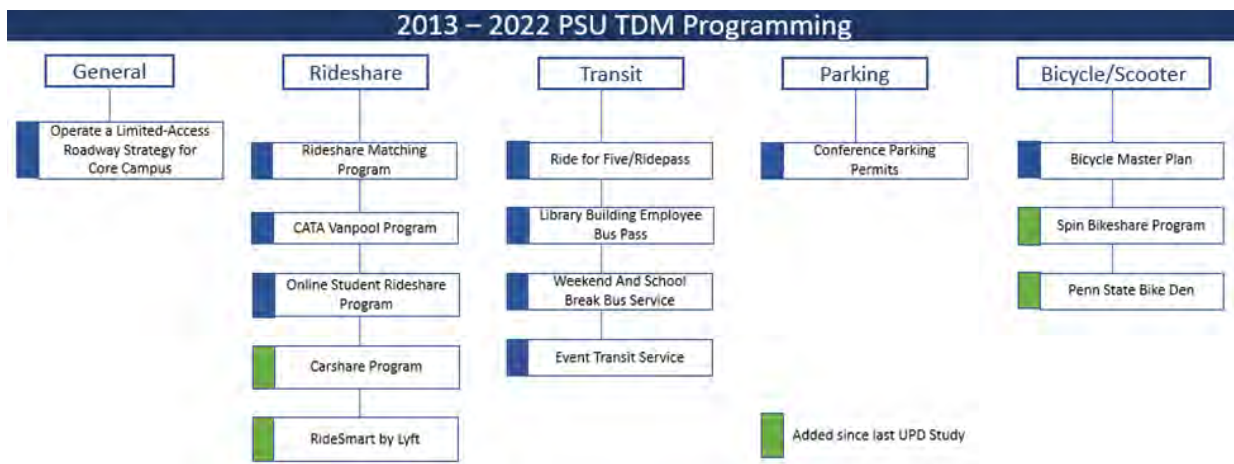 2013 – 2022 PSU TDM Programming
General
Operate a Limited-Access
Roadway Strategy for
Core Campus
Rideshare
Rideshare Matching
Program
CATA Vanpool Program
Online Student Rideshare
Program
Carshare Program
RideSmart by Lyft
Transit
Ride for Five/Ridepass
Library Building Employee
Bus Pass
Weekend And School
Break Bus Service
Event Transit Service
Parking
Conference Parking
Permits
Bicycle/Scooter
Bicycle Master Plan
Spin Bikeshare Program
Penn State Bike Den
Added since last UPD Study